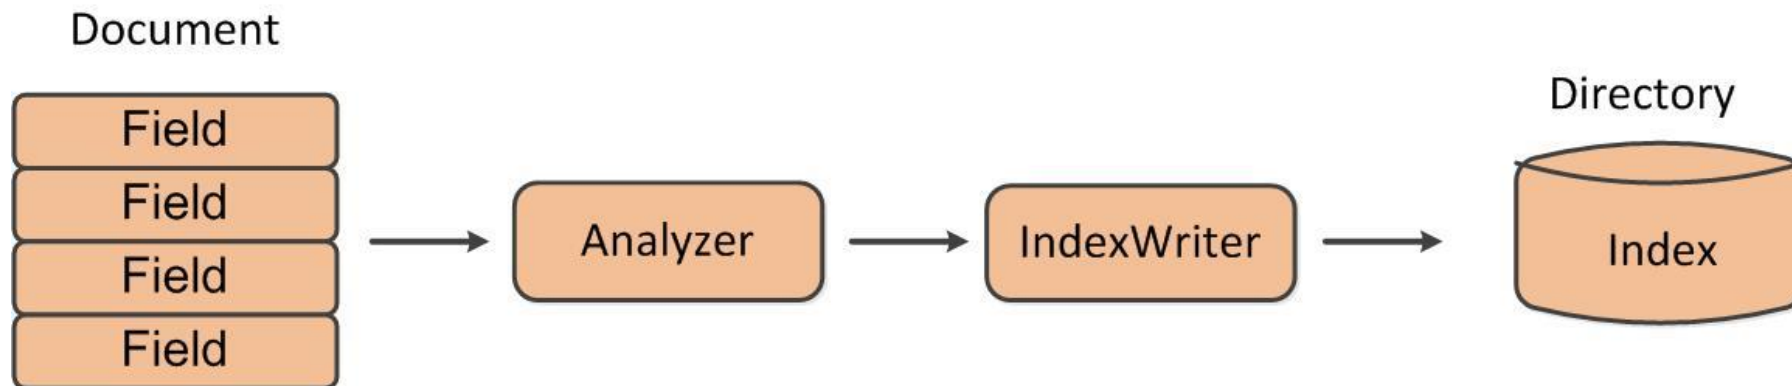 Document
Field
Field
Field
Field
Analyzer
IndexWriter
Directory
Index